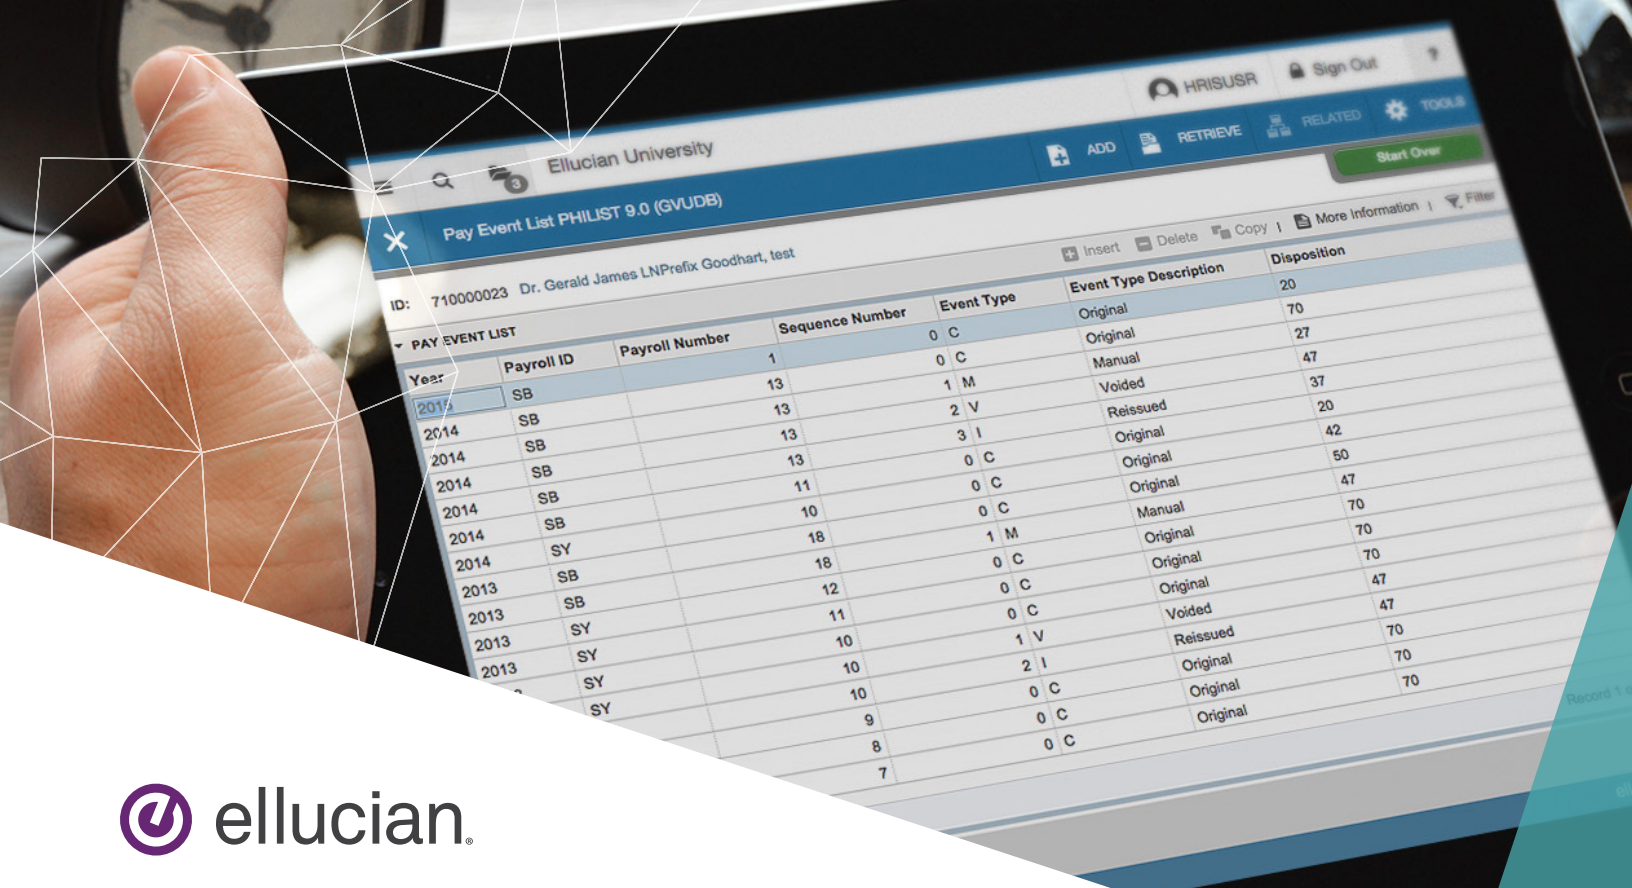 HRISUSR Sign Out ?
3 Ellucian University
ADD RETRIEVE RELATED TOOLS
Pay Event List PHILIST 9.0 (GVUDB)
Start Over
ID: 710000023 Dr. Gerald James LNPrefix Goodhart, test
PAY EVENT LIST
Insert Delete Copy More Information Filter
Year Payroll ID Payroll Number Sequence Number Event Type Event Type Description Disposition
2015 SB 1 0 C Original 20
2014 SB 13 0 C Original 70
2014 SB 13 1 M Manual 27
2014 SB 13 2 V Voided 47
2014 SB 13 3 I Reissued 37
2014 SB 11 0 C Original 20
2014 SY 10 0 C Original 42
2013 SB 18 0 C Original 50
2013 SB 18 1 M Manual 47
2013 SY 12 0 C Original 70
2013 SY 11 0 C Original 70
SY 10 0 C Original 70
SY 10 1 V Voided 47
10 2 I Reissued 47
9 0 C Original 70
8 0 C Original 70
7 0 C Original 70
Record 1
ellucian®